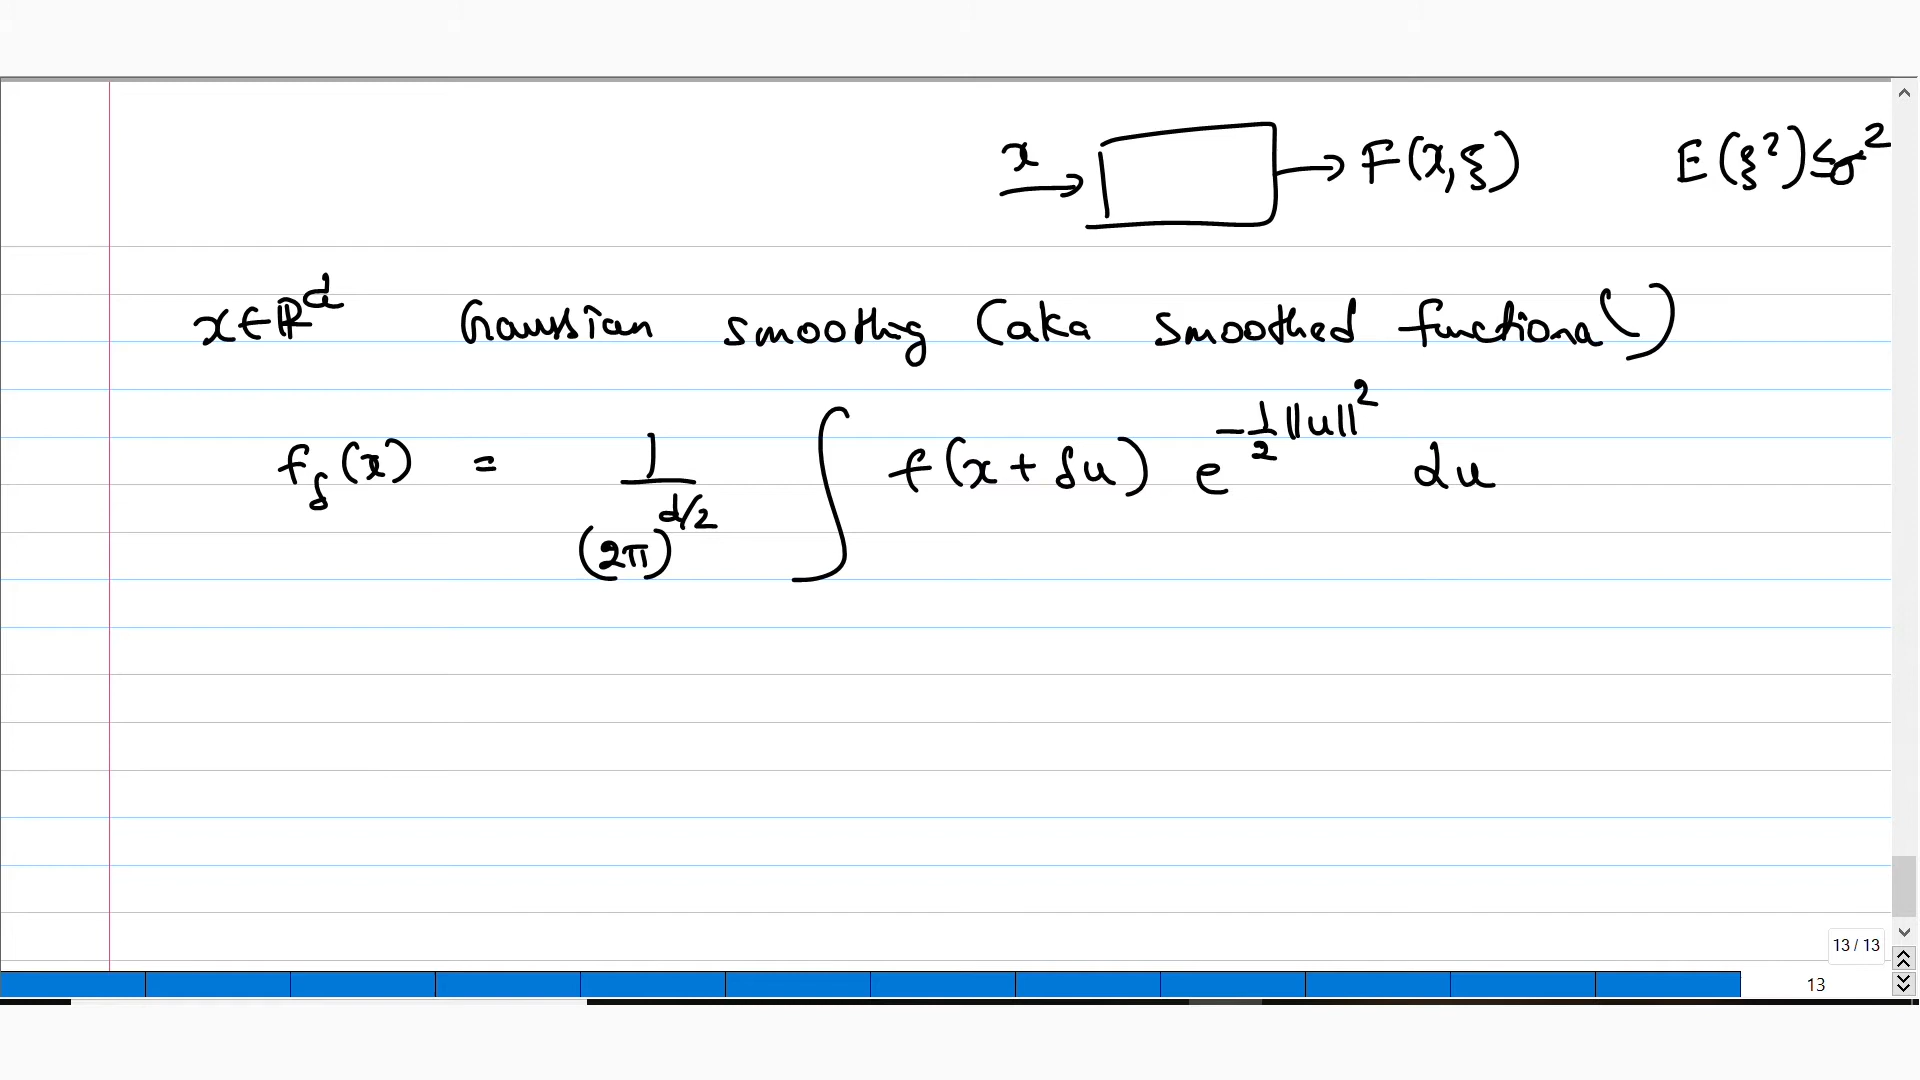 x → F(x,ξ) E(ξ²)≤σ²
x∈ℝᵈ Gaussian smoothing (aka smoothed functional)
f_δ(x) = 1/(2π)^{d/2} ∫ f(x+δu) e^{-1/2 ||u||²} du
13 / 13
13